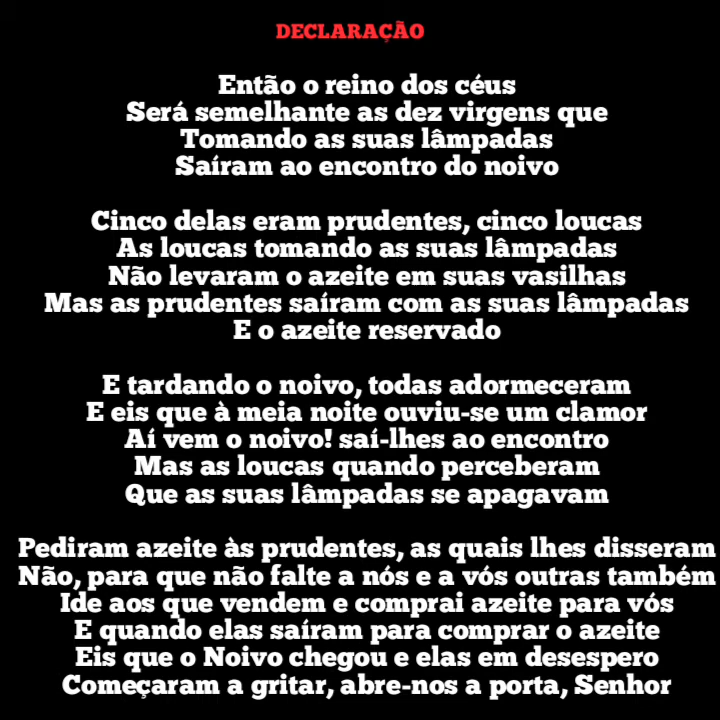 DECLARAÇÃO
Então o reino dos céus
Será semelhante as dez virgens que
Tomando as suas lâmpadas
Saíram ao encontro do noivo
Cinco delas eram prudentes, cinco loucas
As loucas tomando as suas lâmpadas
Não levaram o azeite em suas vasilhas
Mas as prudentes saíram com as suas lâmpadas
E o azeite reservado
E tardando o noivo, todas adormeceram
E eis que à meia noite ouviu-se um clamor
Aí vem o noivo! saí-lhes ao encontro
Mas as loucas quando perceberam
Que as suas lâmpadas se apagavam
Pediram azeite às prudentes, as quais lhes disseram
Não, para que não falte a nós e a vós outras também
Ide aos que vendem e comprai azeite para vós
E quando elas saíram para comprar o azeite
Eis que o Noivo chegou e elas em desespero
Começaram a gritar, abre-nos a porta, Senhor